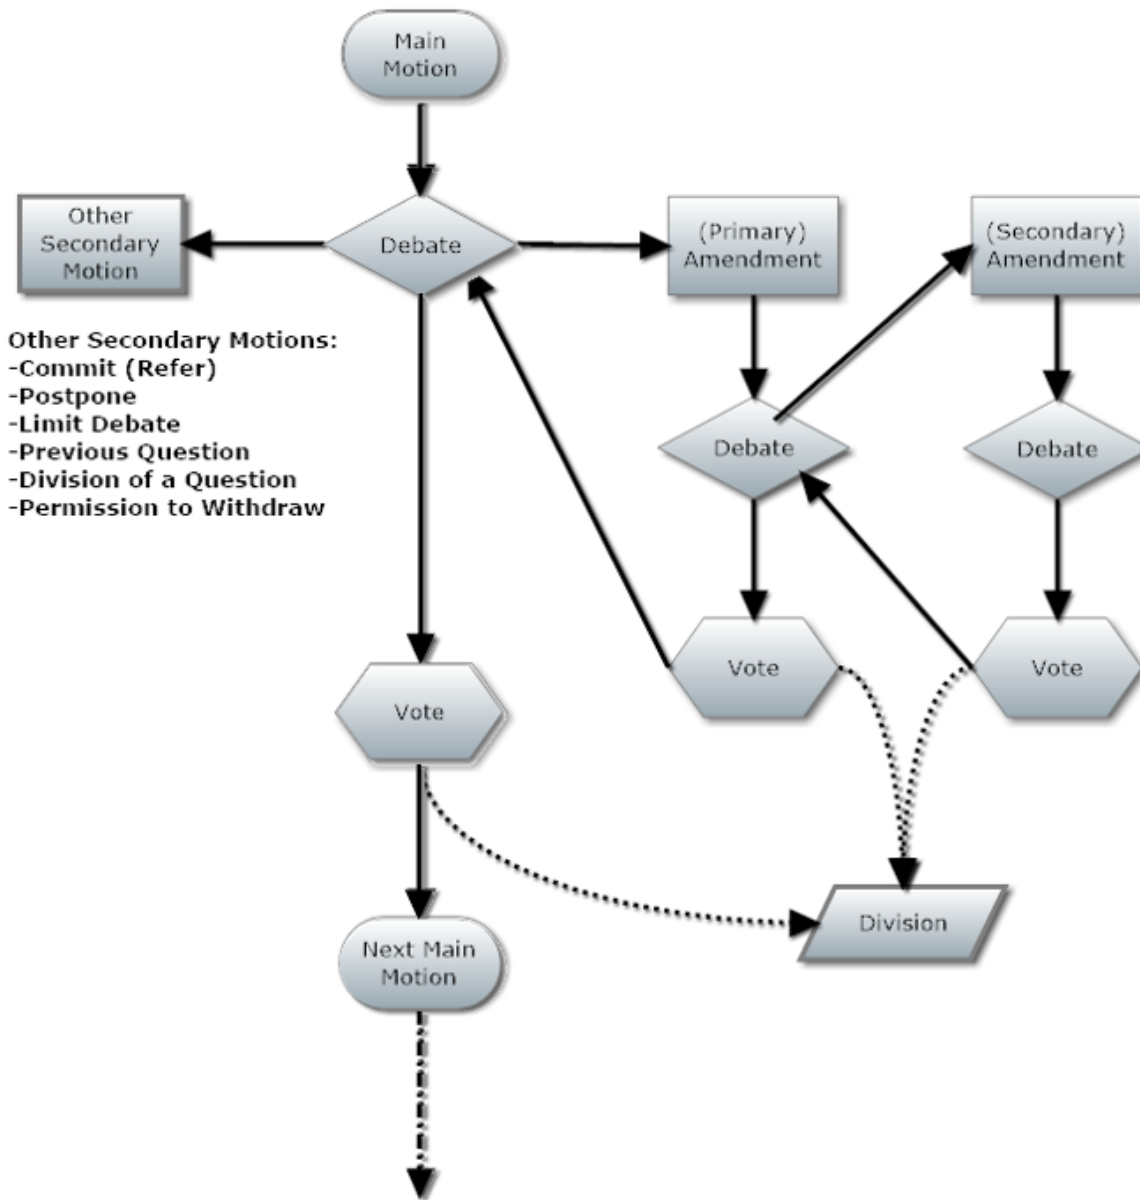 Main
Motion
Other
Secondary
Motion
Debate
(Primary)
Amendment
(Secondary)
Amendment
Other Secondary Motions:
-Commit (Refer)
-Postpone
-Limit Debate
-Previous Question
-Division of a Question
-Permission to Withdraw
Debate
Debate
Vote
Vote
Vote
Division
Next Main
Motion